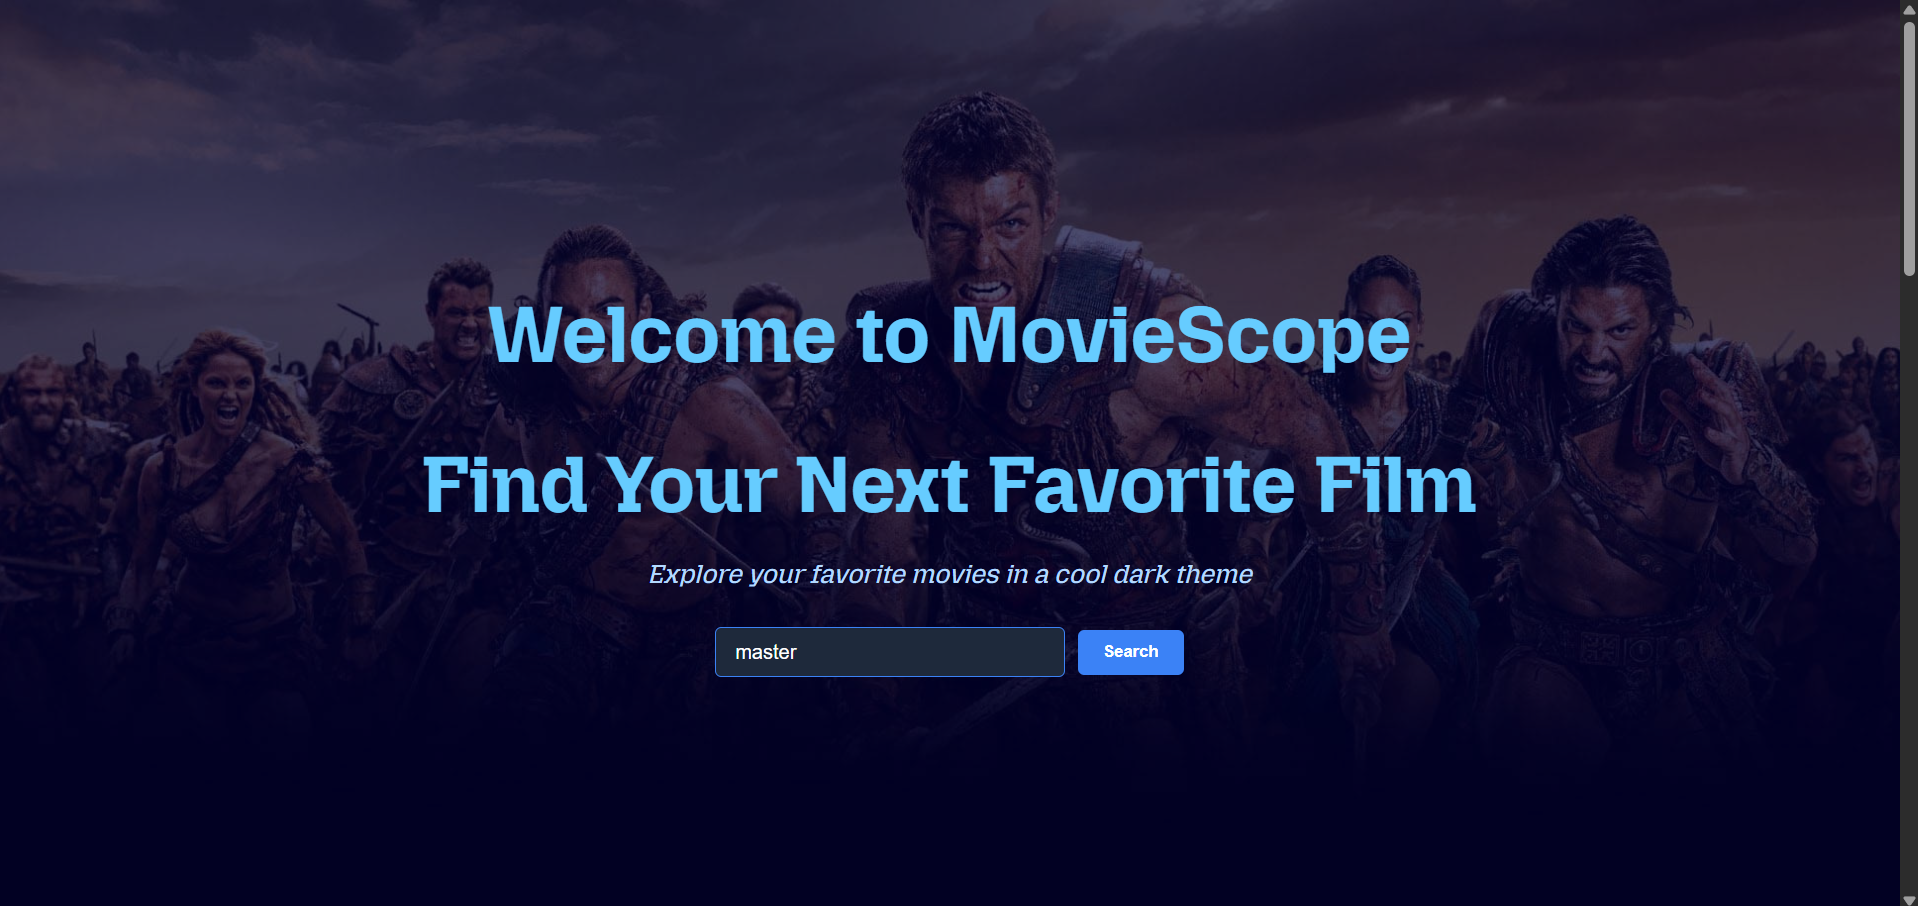 Welcome to MovieScope
Find Your Next Favorite Film
Explore your favorite movies in a cool dark theme
master
Search